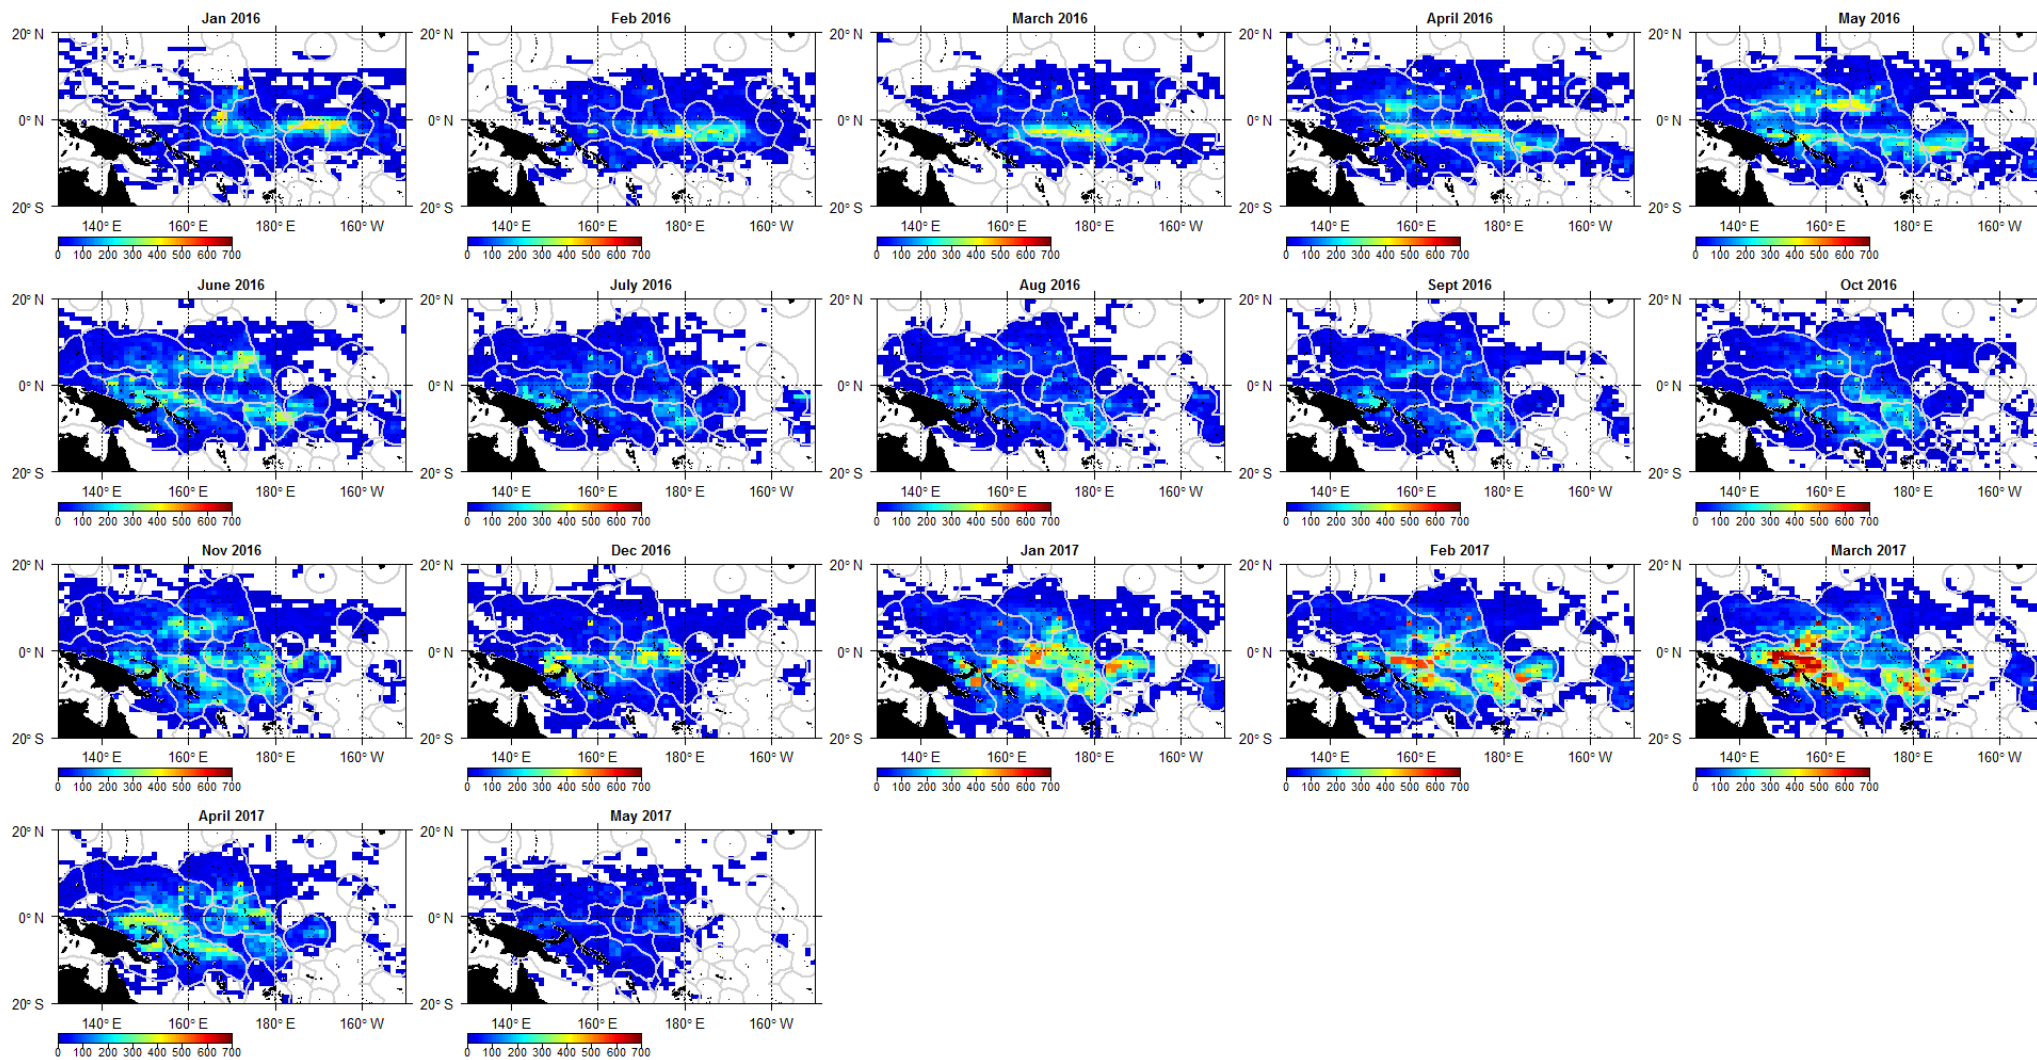 Jan 2016
20° N
0° N
20° S
140° E 160° E 180° E 160° W
0 100 200 300 400 500 600 700
Feb 2016
20° N
0° N
20° S
140° E 160° E 180° E 160° W
0 100 200 300 400 500 600 700
March 2016
20° N
0° N
20° S
140° E 160° E 180° E 160° W
0 100 200 300 400 500 600 700
April 2016
20° N
0° N
20° S
140° E 160° E 180° E 160° W
0 100 200 300 400 500 600 700
May 2016
20° N
0° N
20° S
140° E 160° E 180° E 160° W
0 100 200 300 400 500 600 700
June 2016
20° N
0° N
20° S
140° E 160° E 180° E 160° W
0 100 200 300 400 500 600 700
July 2016
20° N
0° N
20° S
140° E 160° E 180° E 160° W
0 100 200 300 400 500 600 700
Aug 2016
20° N
0° N
20° S
140° E 160° E 180° E 160° W
0 100 200 300 400 500 600 700
Sept 2016
20° N
0° N
20° S
140° E 160° E 180° E 160° W
0 100 200 300 400 500 600 700
Oct 2016
20° N
0° N
20° S
140° E 160° E 180° E 160° W
0 100 200 300 400 500 600 700
Nov 2016
20° N
0° N
20° S
140° E 160° E 180° E 160° W
0 100 200 300 400 500 600 700
Dec 2016
20° N
0° N
20° S
140° E 160° E 180° E 160° W
0 100 200 300 400 500 600 700
Jan 2017
20° N
0° N
20° S
140° E 160° E 180° E 160° W
0 100 200 300 400 500 600 700
Feb 2017
20° N
0° N
20° S
140° E 160° E 180° E 160° W
0 100 200 300 400 500 600 700
March 2017
20° N
0° N
20° S
140° E 160° E 180° E 160° W
0 100 200 300 400 500 600 700
April 2017
20° N
0° N
20° S
140° E 160° E 180° E 160° W
0 100 200 300 400 500 600 700
May 2017
20° N
0° N
20° S
140° E 160° E 180° E 160° W
0 100 200 300 400 500 600 700